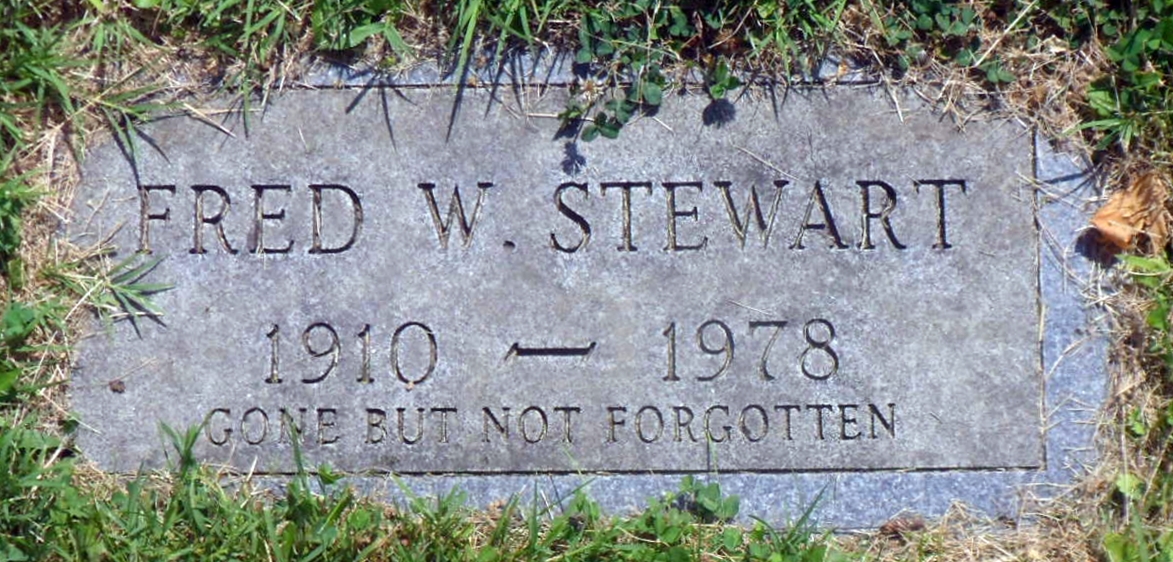 FRED W. STEWART
1910 — 1978
GONE BUT NOT FORGOTTEN